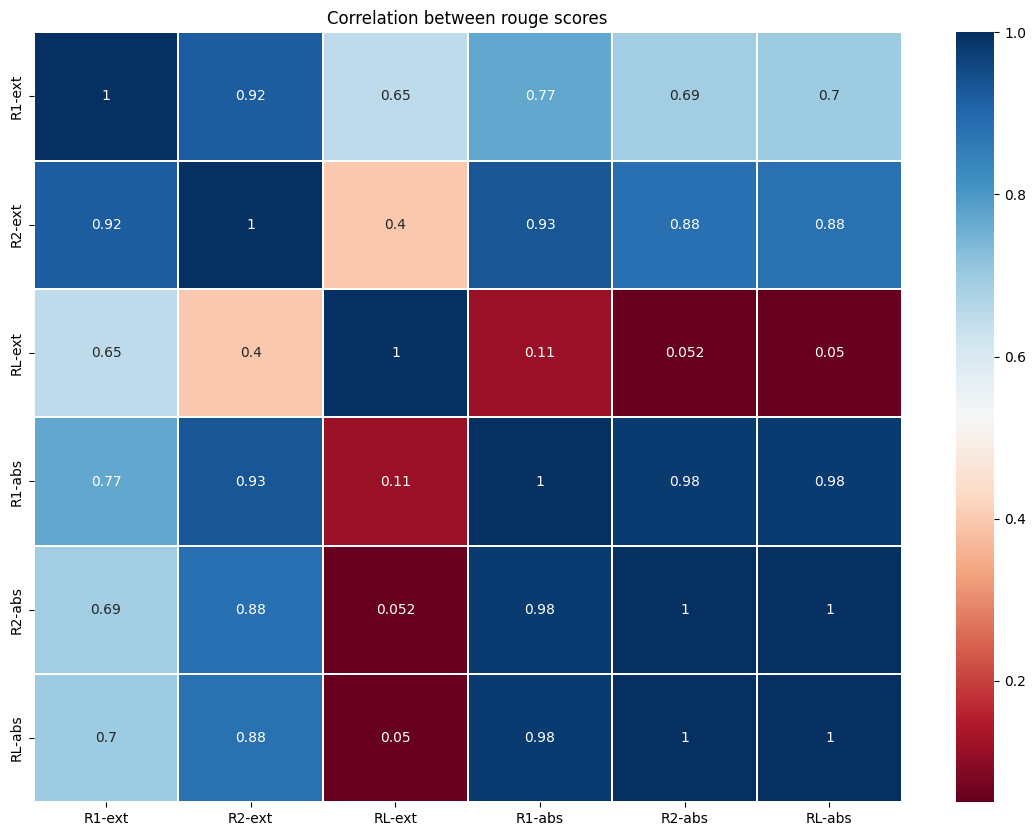 Correlation between rouge scores
R1-ext 1 0.92 0.65 0.77 0.69 0.7
R2-ext 0.92 1 0.4 0.93 0.88 0.88
RL-ext 0.65 0.4 1 0.11 0.052 0.05
R1-abs 0.77 0.93 0.11 1 0.98 0.98
R2-abs 0.69 0.88 0.052 0.98 1 1
RL-abs 0.7 0.88 0.05 0.98 1 1
R1-ext R2-ext RL-ext R1-abs R2-abs RL-abs
1.0
0.8
0.6
0.4
0.2